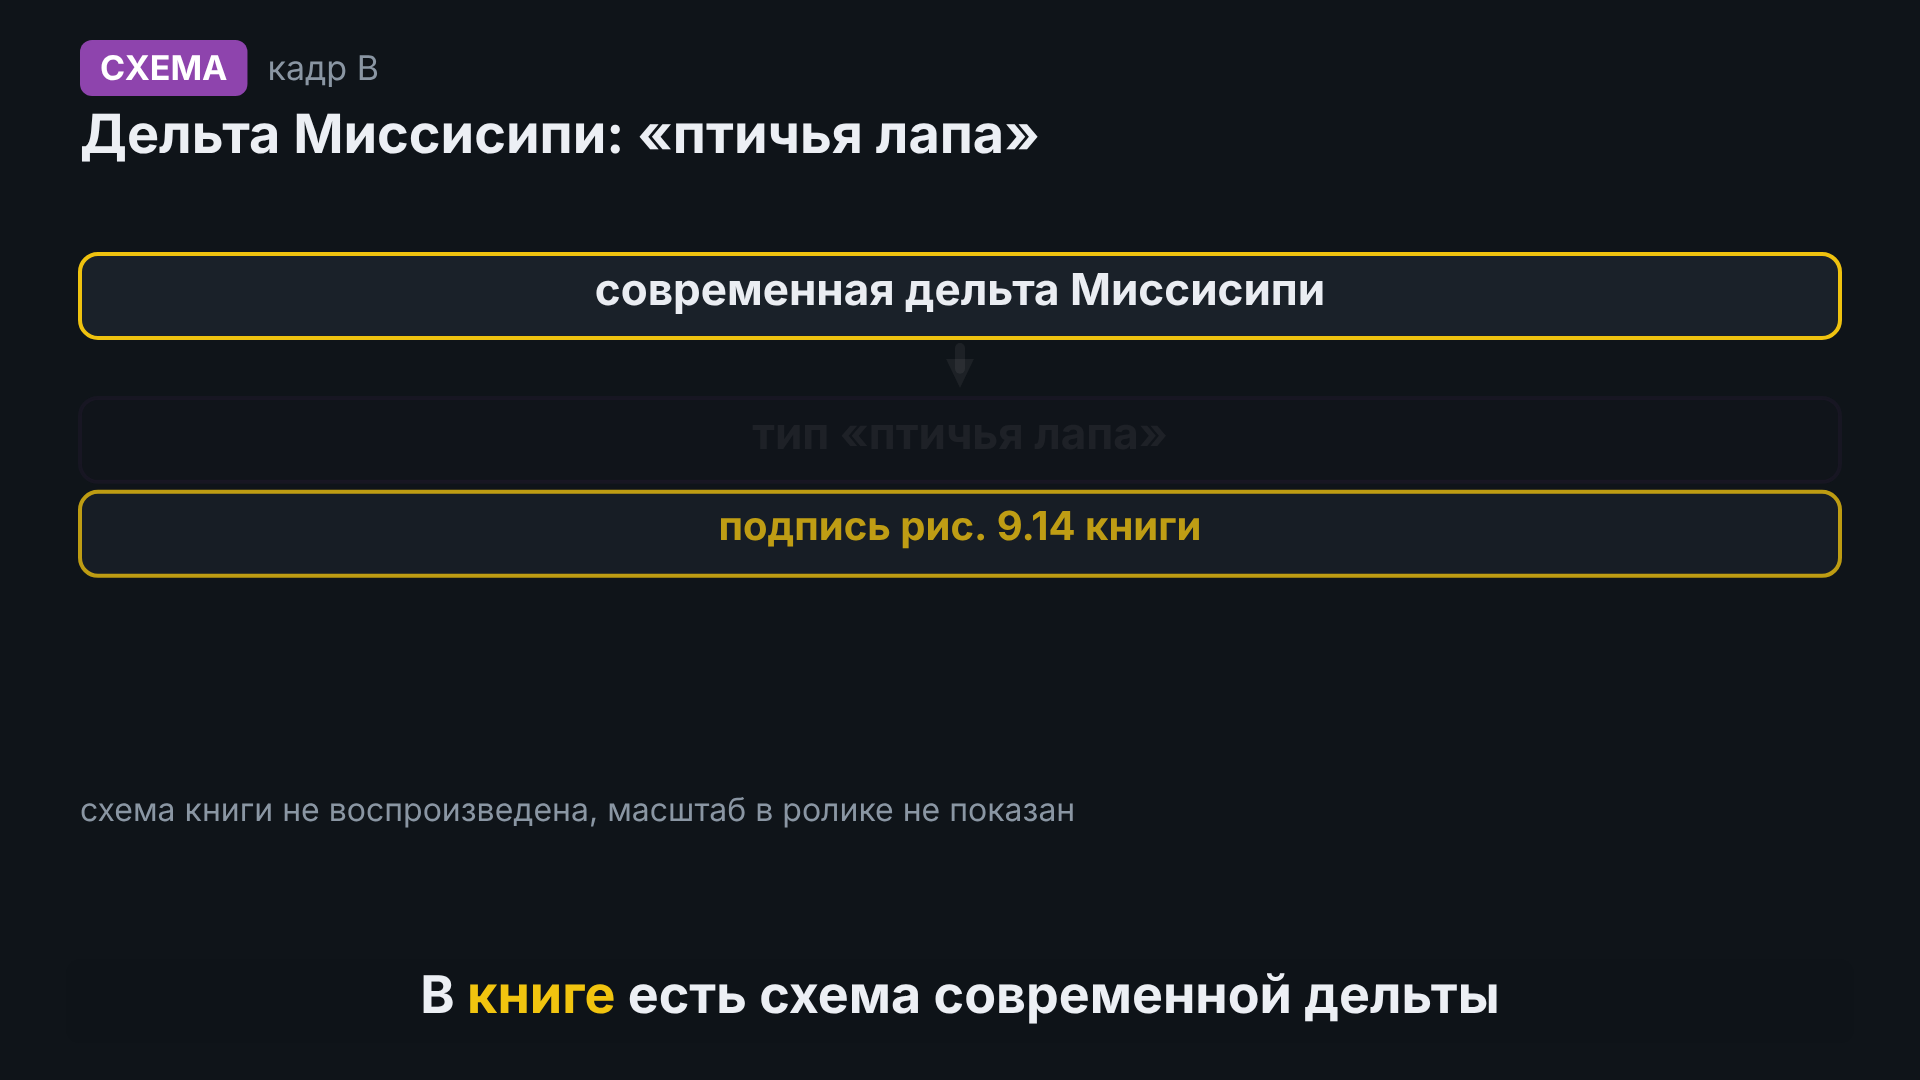 СХЕМА кадр B
Дельта Миссисипи: «птичья лапа»
современная дельта Миссисипи
тип «птичья лапа»
подпись рис. 9.14 книги
схема книги не воспроизведена, масштаб в ролике не показан
В книге есть схема современной дельты